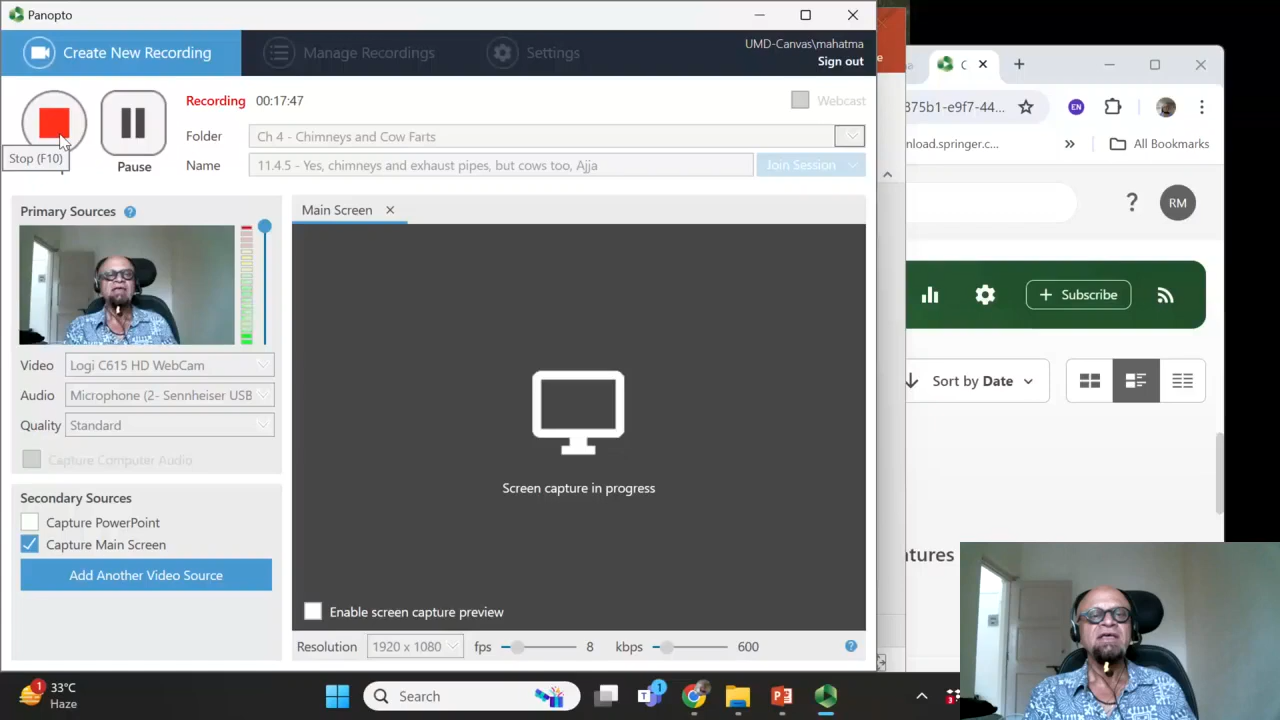 Panopto
Create New Recording
Manage Recordings
Settings
UMD-Canvas\mahatma
Sign out
Recording 00:17:47
Webcast
Folder Ch 4 - Chimneys and Cow Farts
Stop (F10)
Pause
Name 11.4.5 - Yes, chimneys and exhaust pipes, but cows too, Ajja
Join Session
Primary Sources ?
Main Screen
Video Logi C615 HD WebCam
Audio Microphone (2- Sennheiser USB
Quality Standard
Capture Computer Audio
Secondary Sources
Capture PowerPoint
Capture Main Screen
Add Another Video Source
Screen capture in progress
Enable screen capture preview
Resolution 1920 x 1080 fps 8 kbps 600 ?
e
C
+
375b1-e9f7-44...
EN
nload.springer.c...
»
All Bookmarks
?
RM
+ Subscribe
Sort by Date
atures
1
33°C
Haze
Search
1
T
P